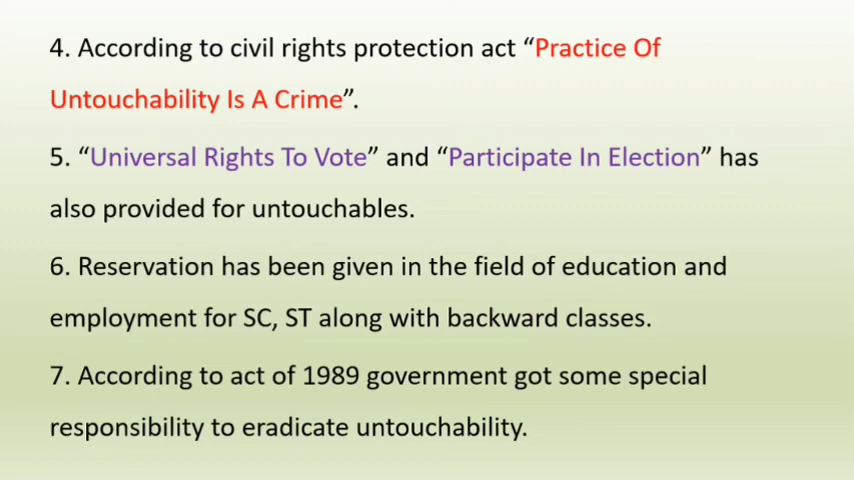 4. According to civil rights protection act “Practice Of
Untouchability Is A Crime”.
5. “Universal Rights To Vote” and “Participate In Election” has
also provided for untouchables.
6. Reservation has been given in the field of education and
employment for SC, ST along with backward classes.
7. According to act of 1989 government got some special
responsibility to eradicate untouchability.